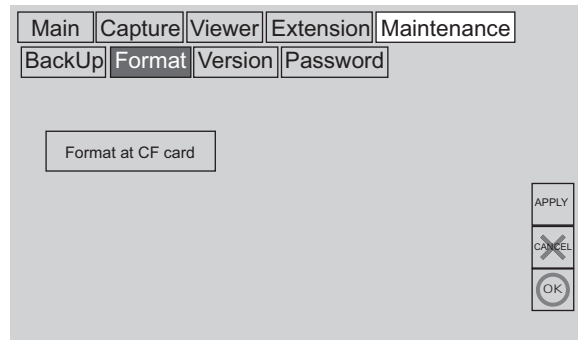 Main Capture Viewer Extension Maintenance
BackUp Format Version Password
Format at CF card
APPLY
CANCEL
OK